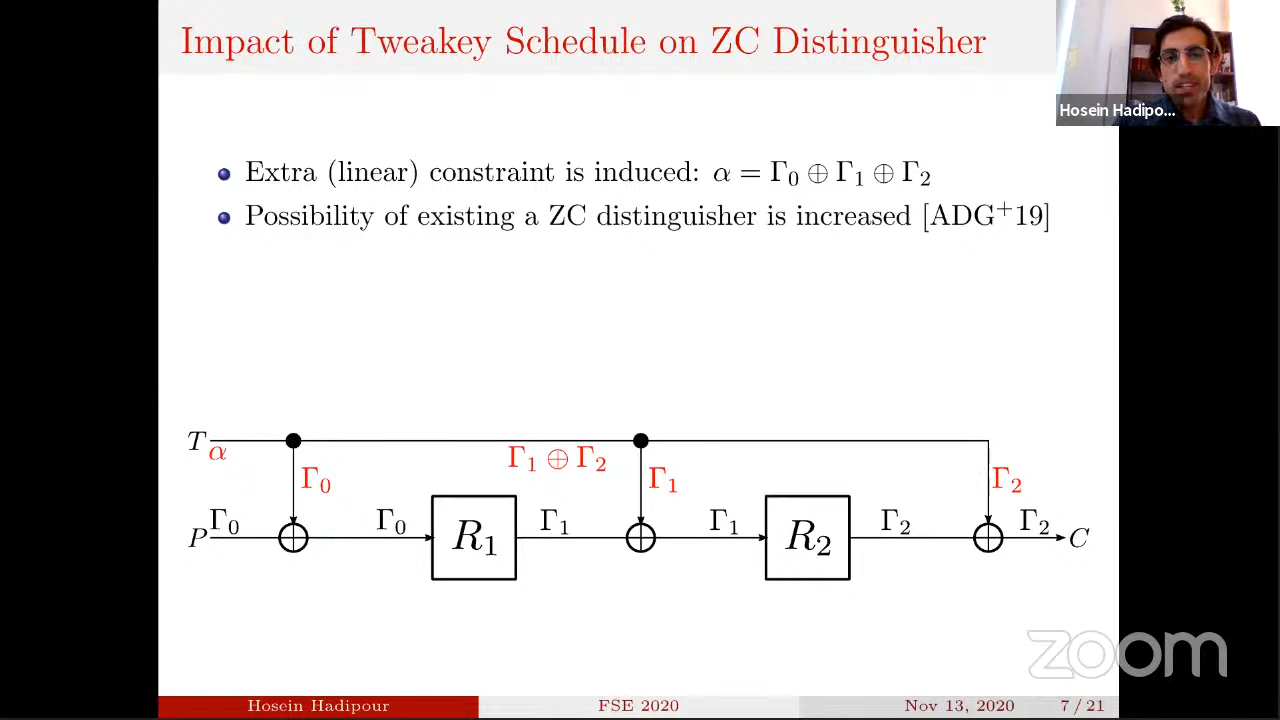 Impact of Tweakey Schedule on ZC Distinguisher
Hosein Hadipo...
Extra (linear) constraint is induced: α = Γ₀ ⊕ Γ₁ ⊕ Γ₂
Possibility of existing a ZC distinguisher is increased [ADG⁺19]
T α
Γ₁ ⊕ Γ₂
Γ₀ Γ₁ Γ₂
P Γ₀ Γ₀ R₁ Γ₁ Γ₁ R₂ Γ₂ Γ₂ C
zoom
Hosein Hadipour FSE 2020 Nov 13, 2020 7 / 21